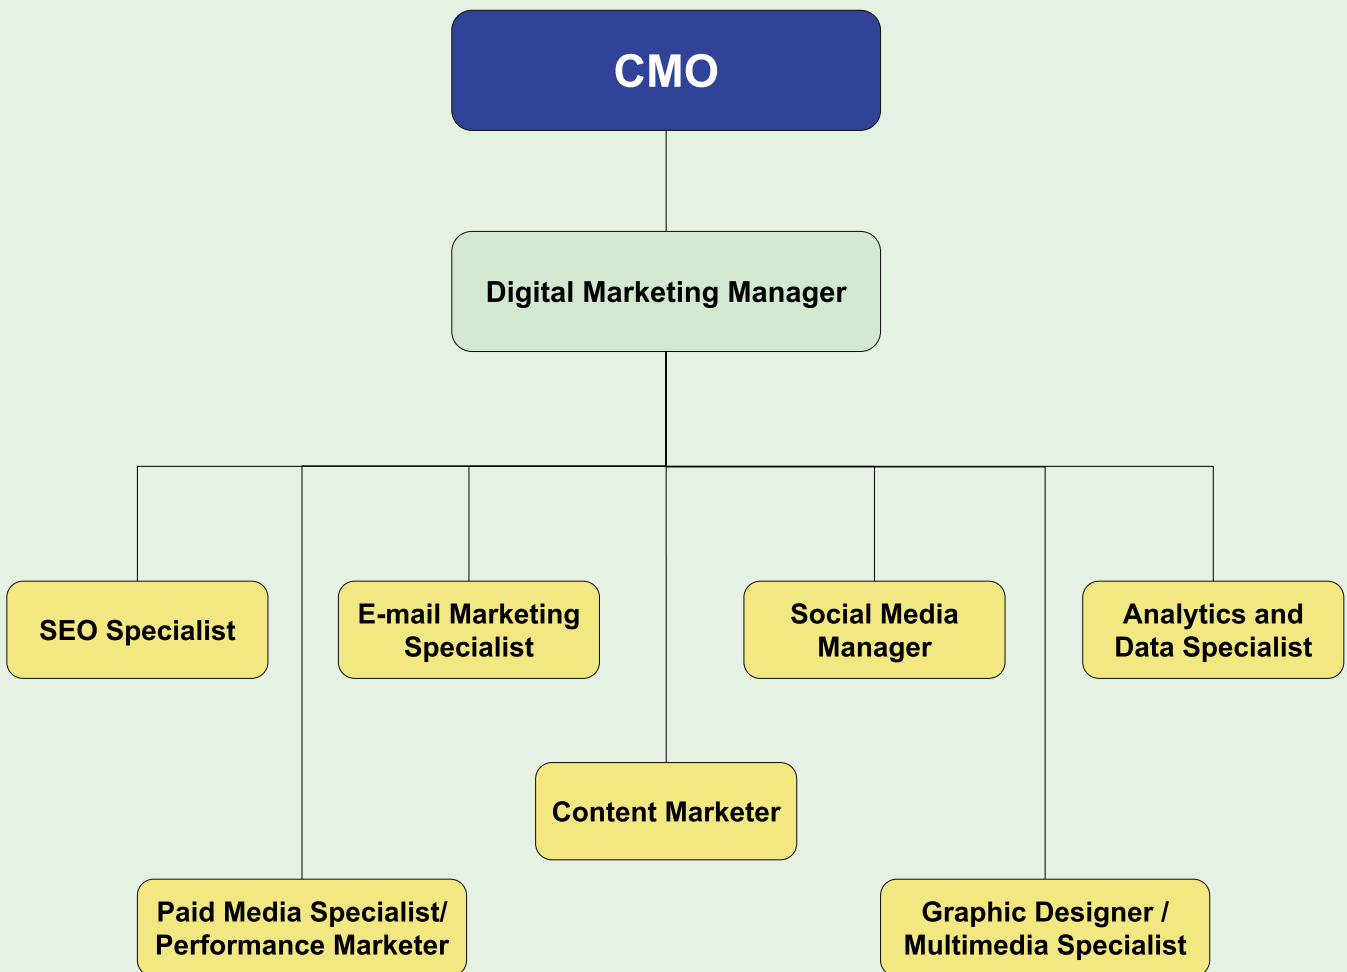 CMO
Digital Marketing Manager
SEO Specialist
E-mail Marketing
Specialist
Social Media
Manager
Analytics and
Data Specialist
Content Marketer
Paid Media Specialist/
Performance Marketer
Graphic Designer /
Multimedia Specialist